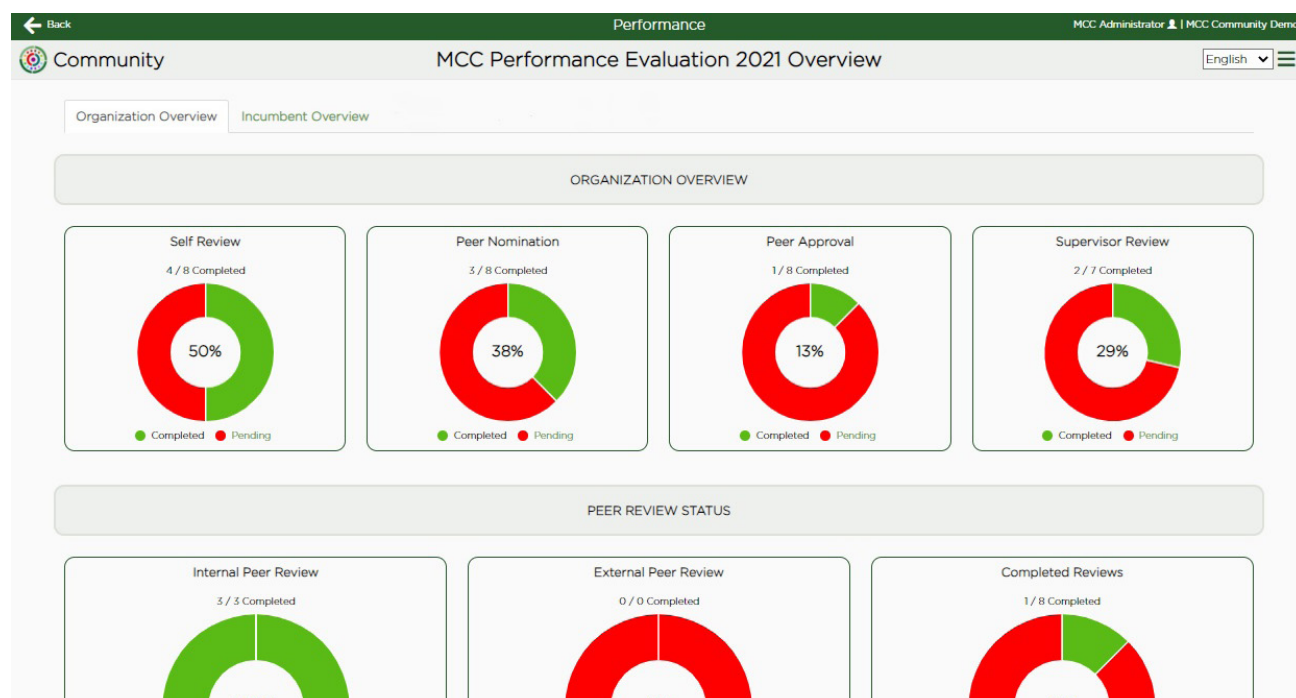 Back
Performance
MCC Administrator | MCC Community Demo
Community
MCC Performance Evaluation 2021 Overview
English
Organization Overview
Incumbent Overview
ORGANIZATION OVERVIEW
Self Review
4 / 8 Completed
50%
Completed Pending
Peer Nomination
3 / 8 Completed
38%
Completed Pending
Peer Approval
1 / 8 Completed
13%
Completed Pending
Supervisor Review
2 / 7 Completed
29%
Completed Pending
PEER REVIEW STATUS
Internal Peer Review
3 / 3 Completed
External Peer Review
0 / 0 Completed
Completed Reviews
1 / 8 Completed